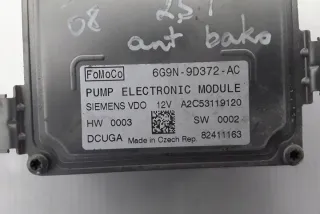 08 2.5T
ant bako
FoMoCo 6G9N-9D372-AC
PUMP ELECTRONIC MODULE
SIEMENS VDO 12V A2C53119120
HW 0003 SW 0002
DCUGA Made in Czech Rep. 82411163